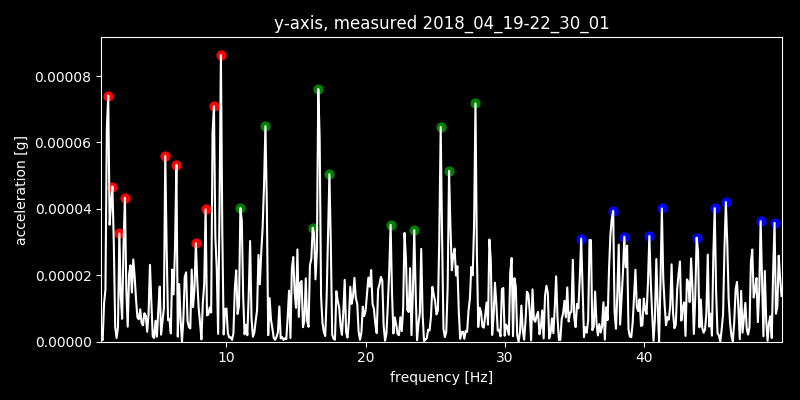 y-axis, measured 2018_04_19-22_30_01
0.00008
0.00006
0.00004
0.00002
0.00000
acceleration [g]
10 20 30 40
frequency [Hz]